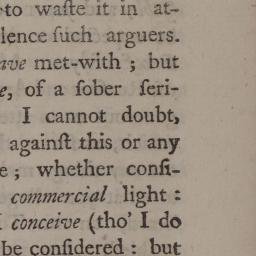 to waſte it in at-
lence ſuch arguers.
ave met-with ; but
e, of a ſober ſeri-
I cannot doubt,
againſt this or any
e ; whether conſi-
commercial light :
I conceive (tho' I do
be conſidered : but